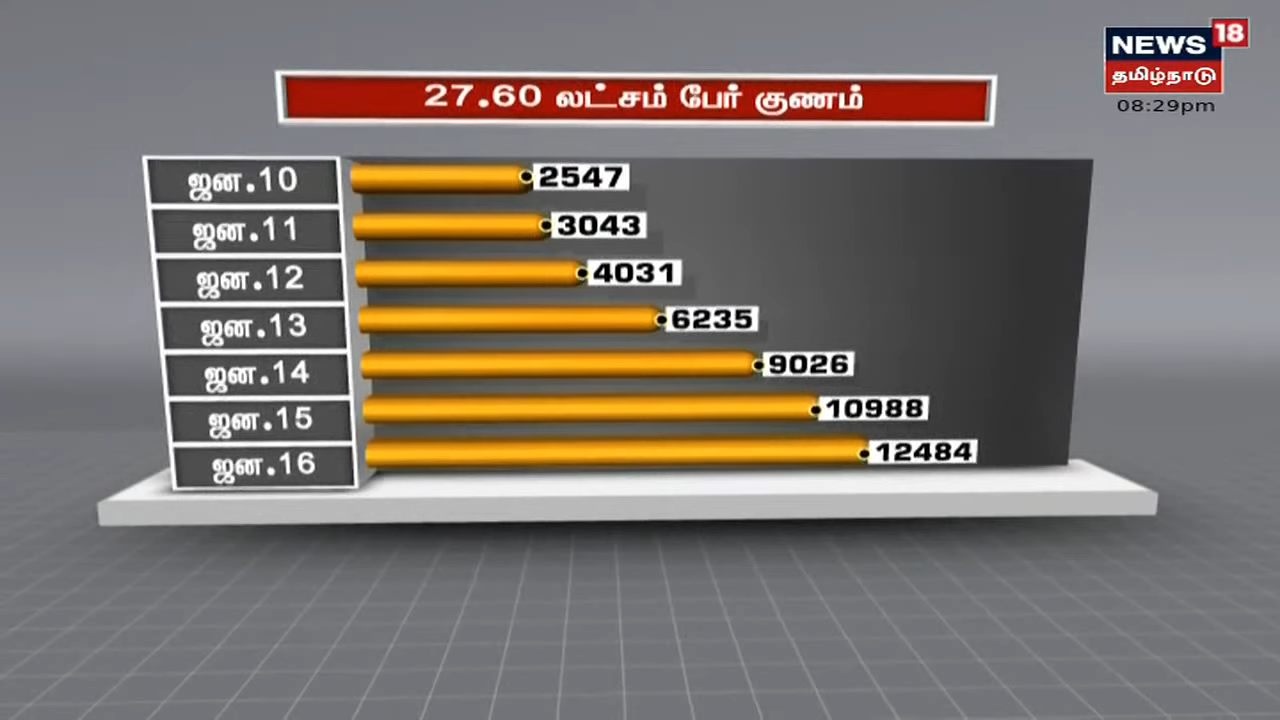 NEWS 18
தமிழ்நாடு
08:29pm
27.60 லட்சம் பேர் குணம்
ஜன.10 2547
ஜன.11 3043
ஜன.12 4031
ஜன.13 6235
ஜன.14 9026
ஜன.15 10988
ஜன.16 12484